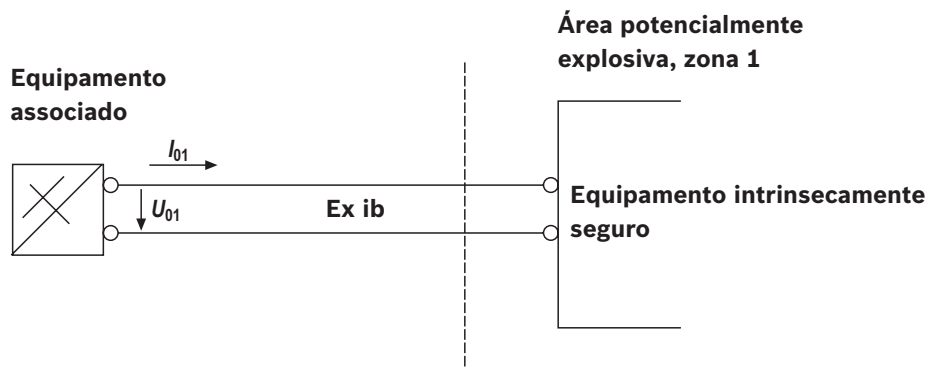 Área potencialmente
explosiva, zona 1
Equipamento
associado
I01
U01
Ex ib
Equipamento intrinsecamente
seguro